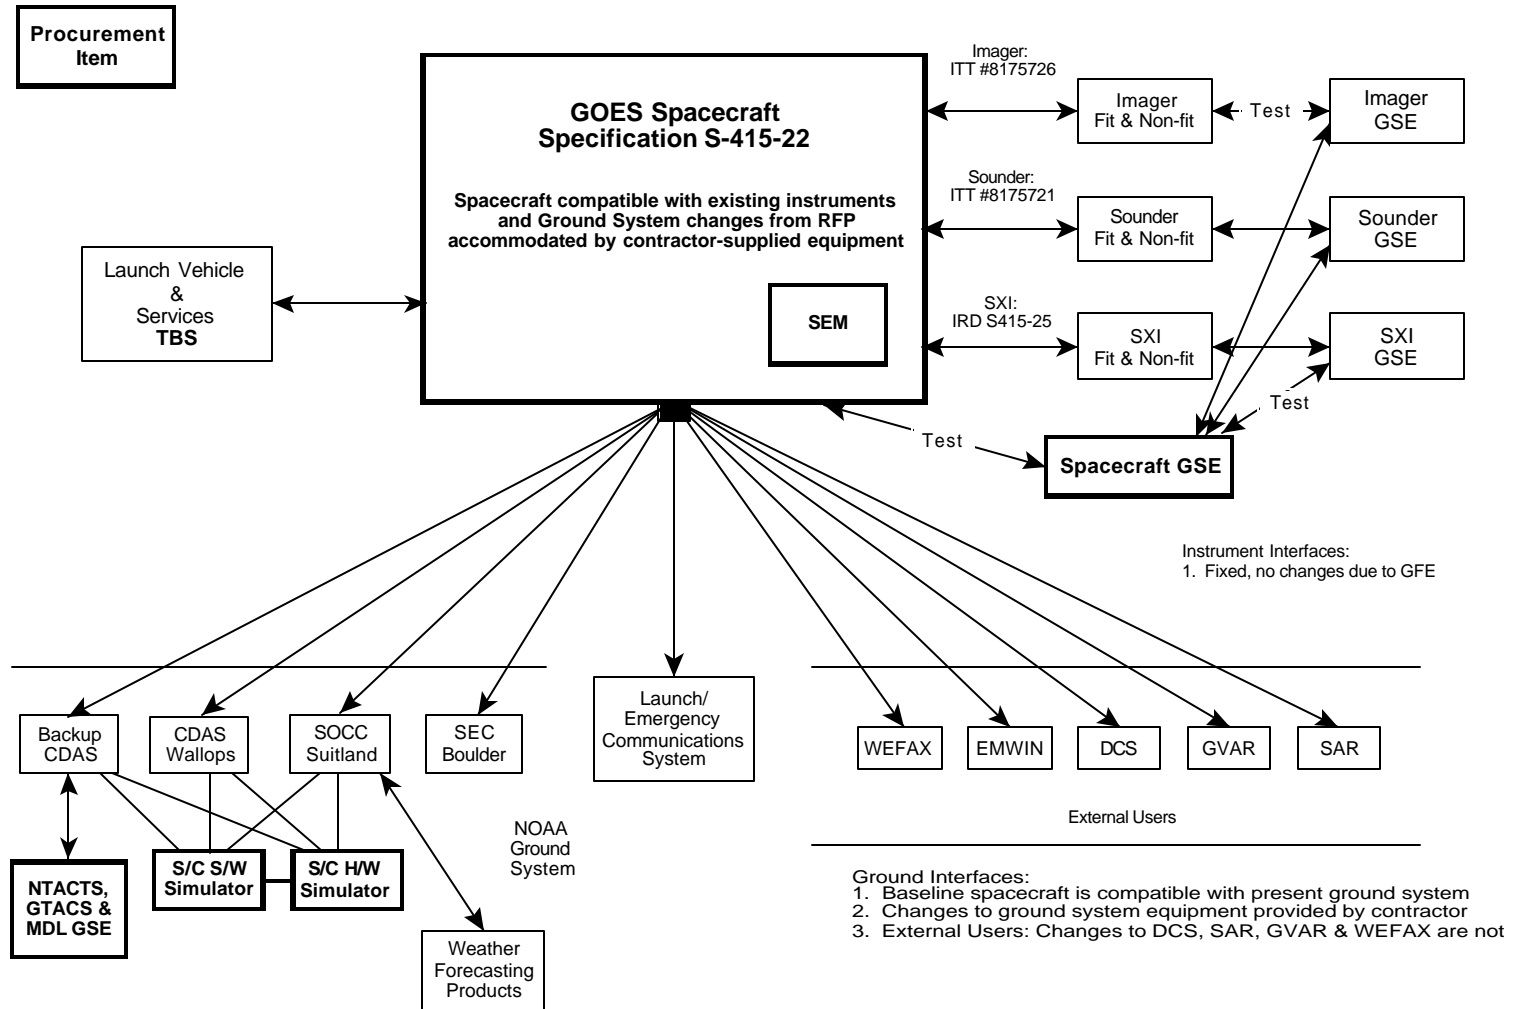 Procurement
Item
GOES Spacecraft
Specification S-415-22
Spacecraft compatible with existing instruments
and Ground System changes from RFP
accommodated by contractor-supplied equipment
SEM
Launch Vehicle
&
Services
TBS
Imager:
ITT #8175726
Imager
Fit & Non-fit
Test
Imager
GSE
Sounder:
ITT #8175721
Sounder
Fit & Non-fit
Sounder
GSE
SXI:
IRD S415-25
SXI
Fit & Non-fit
SXI
GSE
Test
Test
Spacecraft GSE
Instrument Interfaces:
1. Fixed, no changes due to GFE
Backup
CDAS
CDAS
Wallops
SOCC
Suitland
SEC
Boulder
Launch/
Emergency
Communications
System
WEFAX
EMWIN
DCS
GVAR
SAR
External Users
NOAA
Ground
System
NTACTS,
GTACS &
MDL GSE
S/C S/W
Simulator
S/C H/W
Simulator
Weather
Forecasting
Products
Ground Interfaces:
1. Baseline spacecraft is compatible with present ground system
2. Changes to ground system equipment provided by contractor
3. External Users: Changes to DCS, SAR, GVAR & WEFAX are not